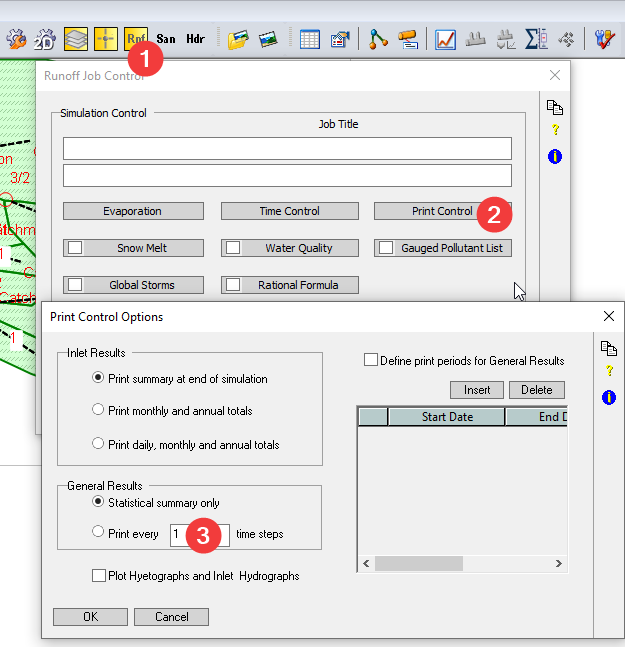 2D Rnf San Hdr
1
Runoff Job Control
Simulation Control
Job Title
Evaporation Time Control Print Control 2
Snow Melt Water Quality Gauged Pollutant List
Global Storms Rational Formula
3/2
1
Print Control Options
Inlet Results
Print summary at end of simulation
Print monthly and annual totals
Print daily, monthly and annual totals
General Results
Statistical summary only
Print every 1 3 time steps
Plot Hyetographs and Inlet Hydrographs
OK Cancel
Define print periods for General Results
Insert Delete
Start Date End D